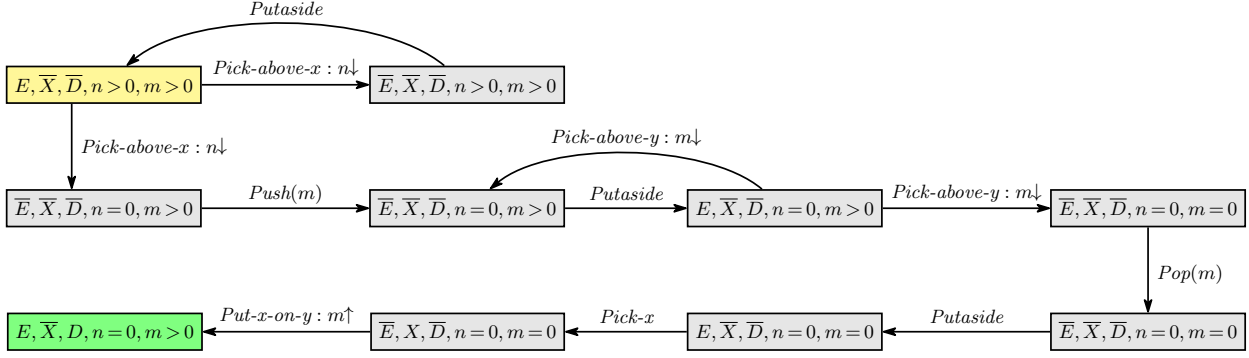 Putaside
E, X̅, D̅, n>0, m>0
Pick-above-x : n↓
E̅, X̅, D̅, n>0, m>0
Pick-above-x : n↓
Pick-above-y : m↓
E̅, X̅, D̅, n=0, m>0
Push(m)
E̅, X̅, D̅, n=0, m>0
Putaside
E, X̅, D̅, n=0, m>0
Pick-above-y : m↓
E̅, X̅, D̅, n=0, m=0
Pop(m)
E, X̅, D, n=0, m>0
Put-x-on-y : m↑
E̅, X, D̅, n=0, m=0
Pick-x
E, X̅, D̅, n=0, m=0
Putaside
E̅, X̅, D̅, n=0, m=0